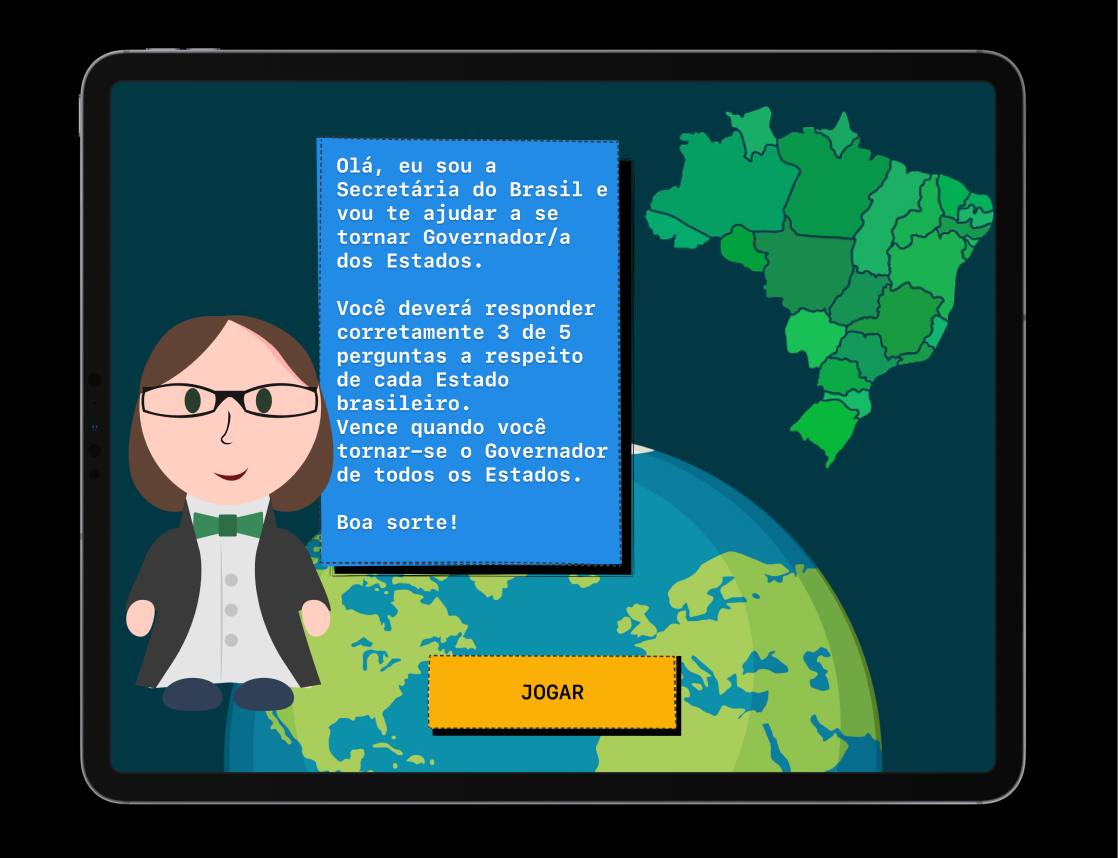 Olá, eu sou a
Secretária do Brasil e
vou te ajudar a se
tornar Governador/a
dos Estados.
Você deverá responder
corretamente 3 de 5
perguntas a respeito
de cada Estado
brasileiro.
Vence quando você
tornar-se o Governador
de todos os Estados.
Boa sorte!
JOGAR